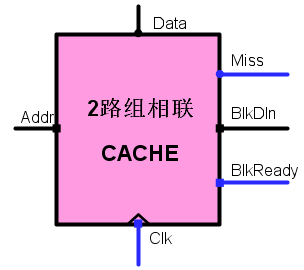 Data
Miss
Addr
2路组相联
CACHE
BlkDIn
BlkReady
Clk